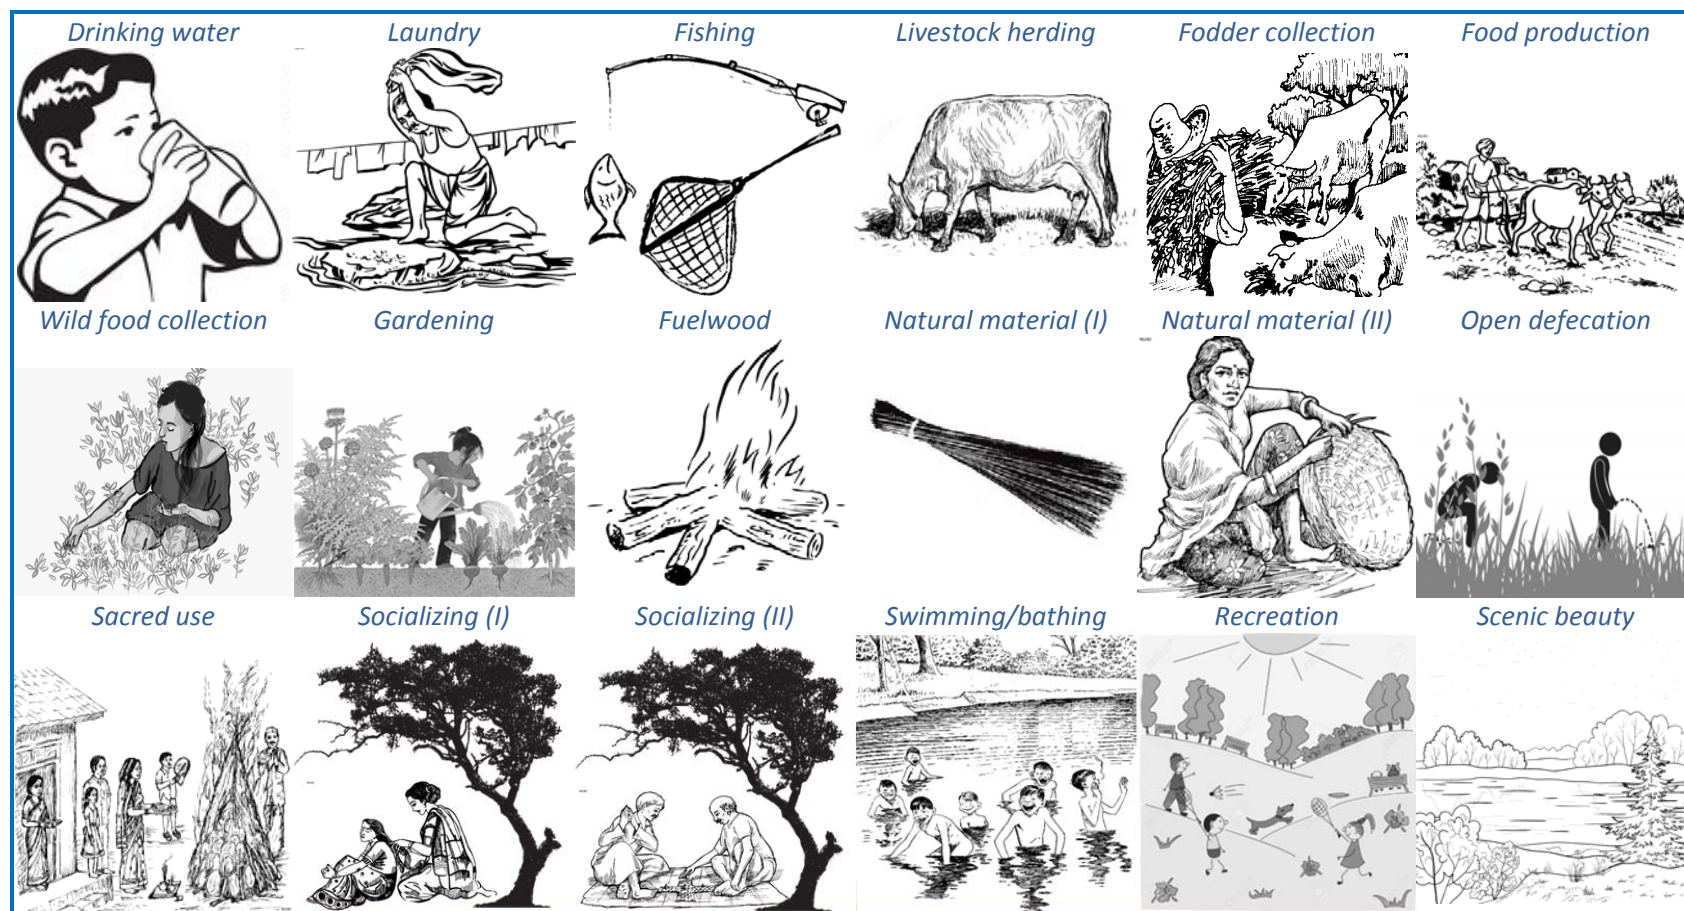 Drinking water
Laundry
Fishing
Livestock herding
Fodder collection
Food production
Wild food collection
Gardening
Fuelwood
Natural material (I)
Natural material (II)
Open defecation
Sacred use
Socializing (I)
Socializing (II)
Swimming/bathing
Recreation
Scenic beauty